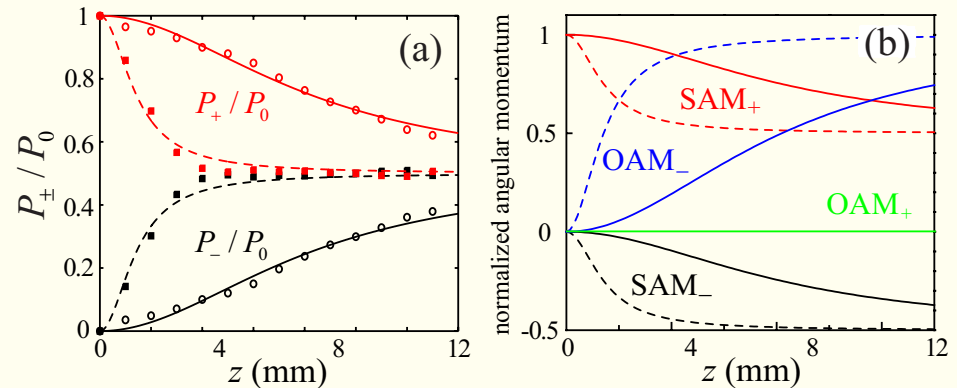 (a)
P± / P0
1
0.8
0.6
0.4
0.2
0
P+ / P0
P− / P0
0 4 8 12
z (mm)
(b)
normalized angular momentum
1
0.5
0
-0.5
SAM+
OAM−
OAM+
SAM−
0 4 8 12
z (mm)